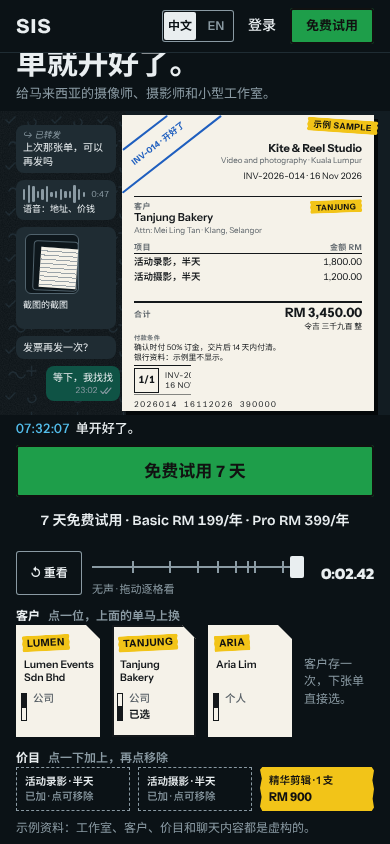 SIS
中文
EN
登录
免费试用
单就开好了。
给马来西亚的摄像师、摄影师和小型工作室。
已转发
上次那张单，可以
再发吗
0:47
语音：地址、价钱
截图的截图
发票再发一次?
等下，我找找
23:02
INV-014·开好了
示例 SAMPLE
Kite & Reel Studio
Video and photography · Kuala Lumpur
INV-2026-014 · 16 Nov 2026
客户
TANJUNG
Tanjung Bakery
Attn: Mei Ling Tan · Klang, Selangor
项目
金额 RM
活动录影，半天
1,800.00
活动摄影，半天
1,200.00
合计
RM 3,450.00
令吉 三千九百 整
付款条件
确认时付 50% 订金，交片后 14 天内付清。
银行资料：示例里不显示。
1/1
INV-20
16 NO
2026014 16112026 390000
07:32:07 单开好了。
免费试用 7 天
7 天免费试用 · Basic RM 199/年 · Pro RM 399/年
重看
0:02.42
无声 · 拖动逐格看
客户 点一位，上面的单马上换
LUMEN
Lumen Events
Sdn Bhd
公司
TANJUNG
Tanjung
Bakery
公司
已选
ARIA
Aria Lim
个人
客户存一
次，下张单
直接选。
价目 点一下加上，再点移除
活动录影·半天
已加·点可移除
活动摄影·半天
已加·点可移除
精华剪辑·1 支
RM 900
示例资料：工作室、客户、价目和聊天内容都是虚构的。